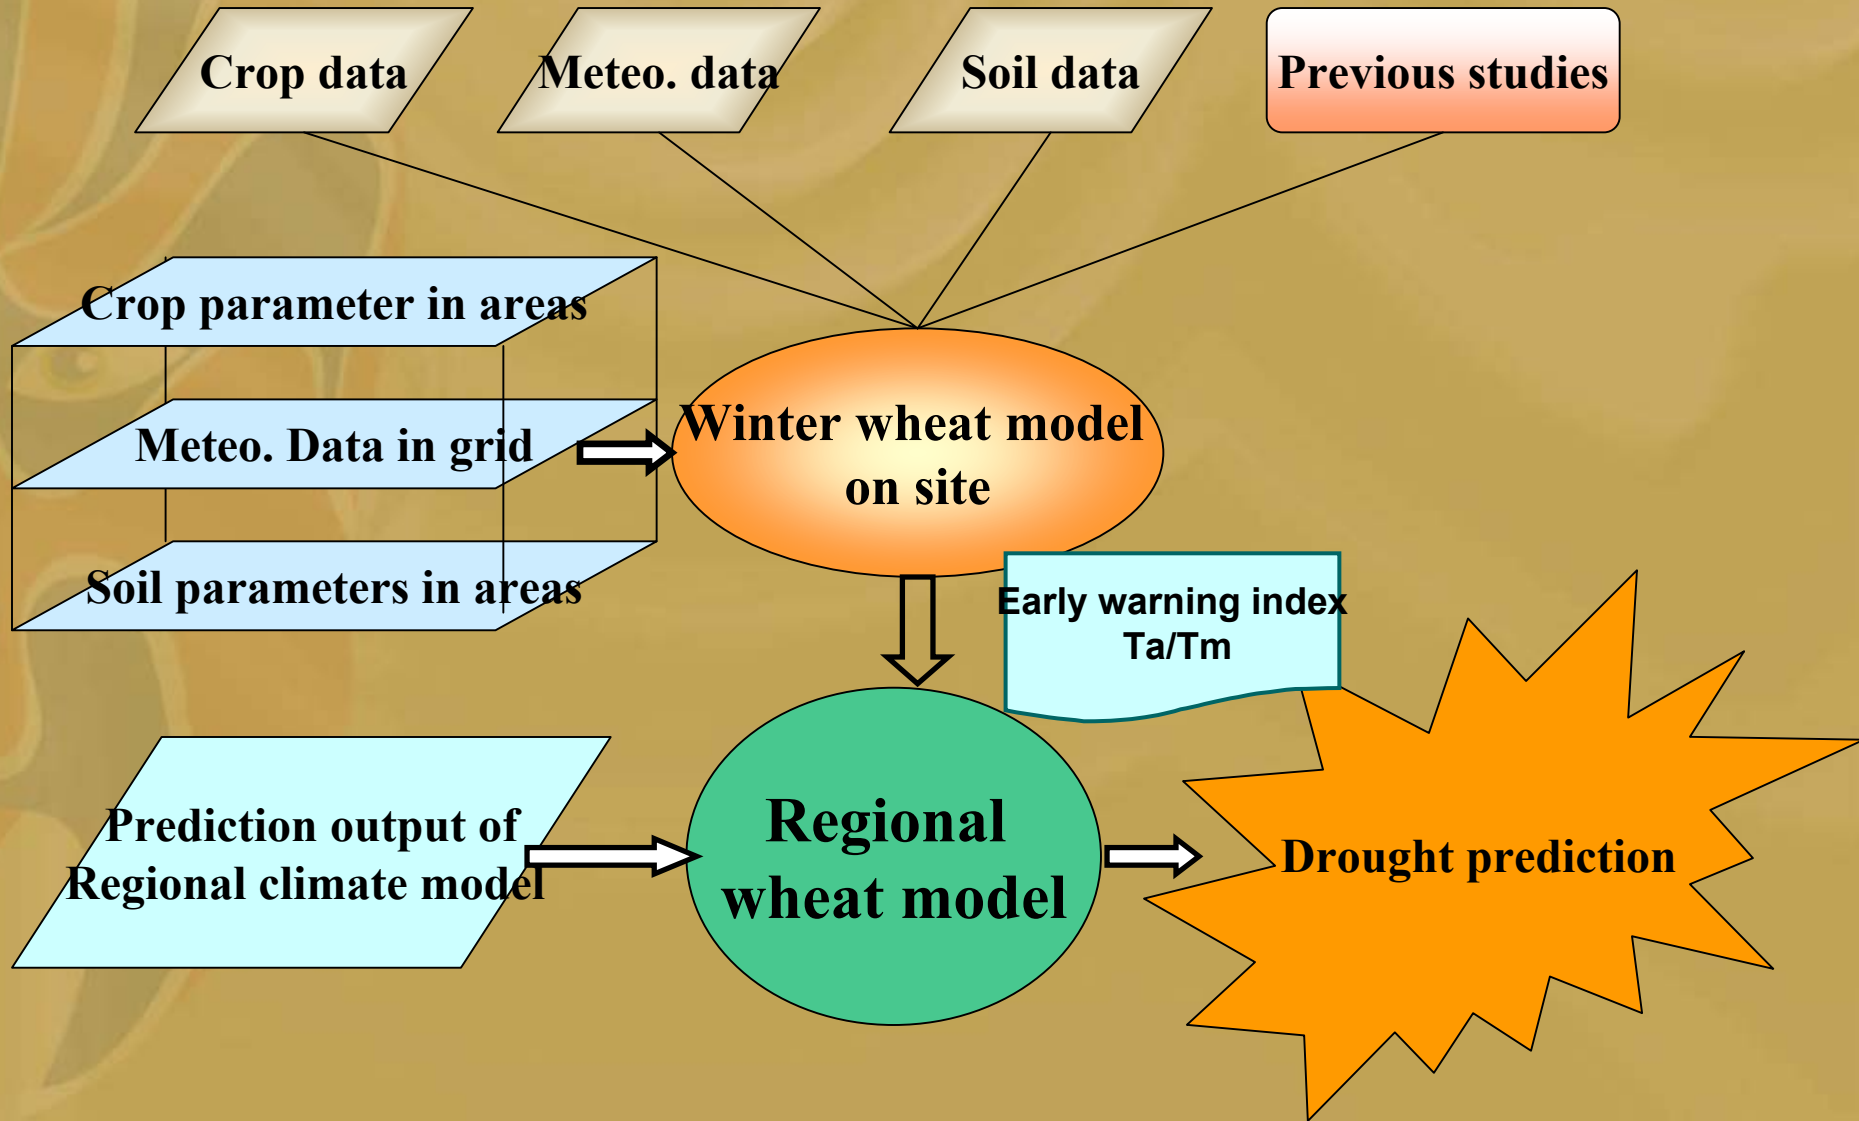 Crop data
Meteo. data
Soil data
Previous studies
Crop parameter in areas
Meteo. Data in grid
Soil parameters in areas
Winter wheat model
on site
Early warning index
Ta/Tm
Prediction output of
Regional climate model
Regional
wheat model
Drought prediction